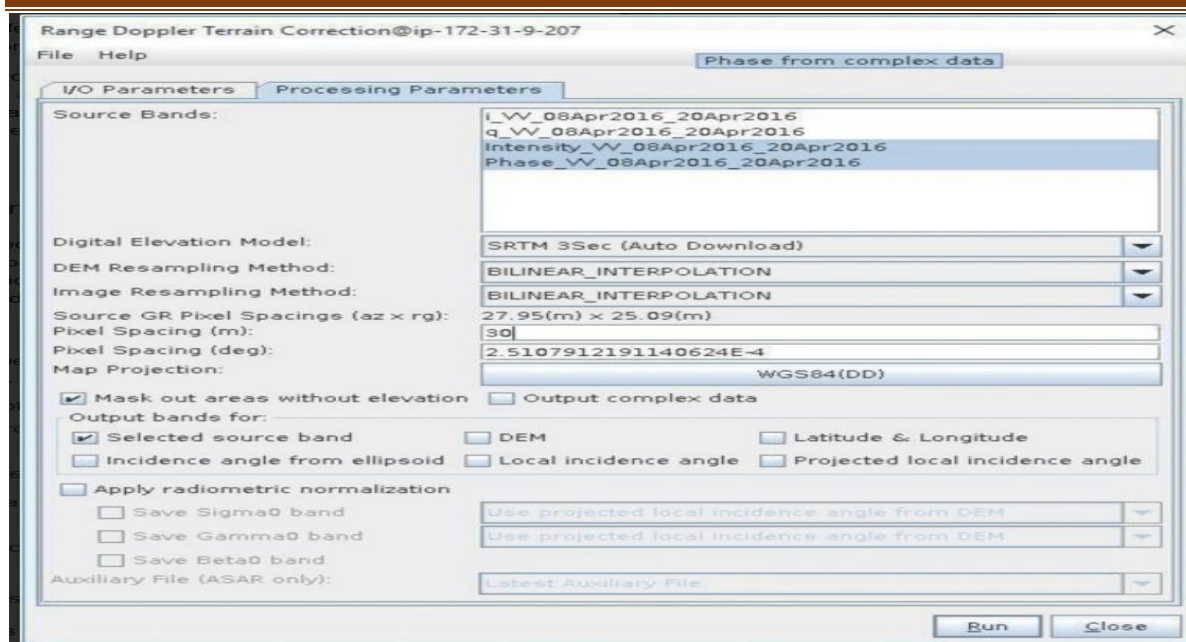 Range Doppler Terrain Correction@ip-172-31-9-207
File Help
Phase from complex data
I/O Parameters Processing Parameters
Source Bands:
i_VV_08Apr2016_20Apr2016
q_VV_08Apr2016_20Apr2016
Intensity_VV_08Apr2016_20Apr2016
Phase_VV_08Apr2016_20Apr2016
Digital Elevation Model: SRTM 3Sec (Auto Download)
DEM Resampling Method: BILINEAR_INTERPOLATION
Image Resampling Method: BILINEAR_INTERPOLATION
Source GR Pixel Spacings (az x rg): 27.95(m) x 25.09(m)
Pixel Spacing (m): 30
Pixel Spacing (deg): 2.5107912191140624E-4
Map Projection: WGS84(DD)
Mask out areas without elevation Output complex data
Output bands for:
Selected source band DEM Latitude & Longitude
Incidence angle from ellipsoid Local incidence angle Projected local incidence angle
Apply radiometric normalization
Save Sigma0 band Use projected local incidence angle from DEM
Save Gamma0 band Use projected local incidence angle from DEM
Save Beta0 band
Auxiliary File (ASAR only): Latest Auxiliary File
Run Close